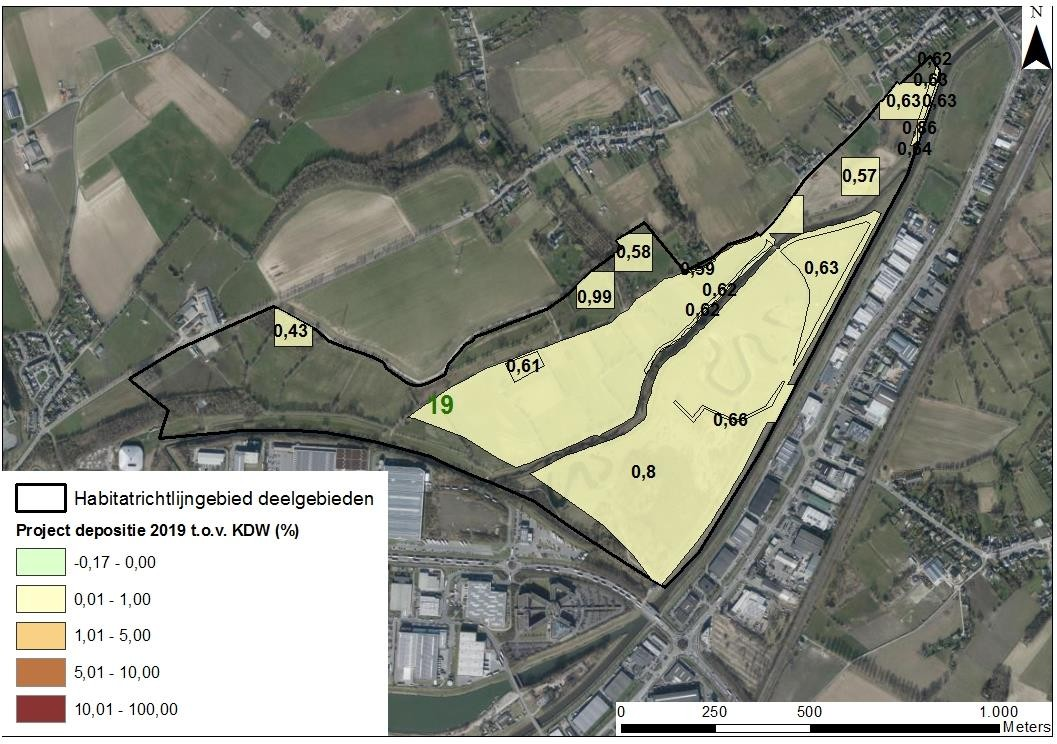 N
0,62
0,63
0,63
0,63
0,86
0,64
0,57
0,58
0,59
0,63
0,99
0,62
0,62
0,43
0,61
19
0,66
0,8
Habitatrichtlijngebied deelgebieden
Project depositie 2019 t.o.v. KDW (%)
-0,17 - 0,00
0,01 - 1,00
1,01 - 5,00
5,01 - 10,00
10,01 - 100,00
0 250 500 1.000
Meters